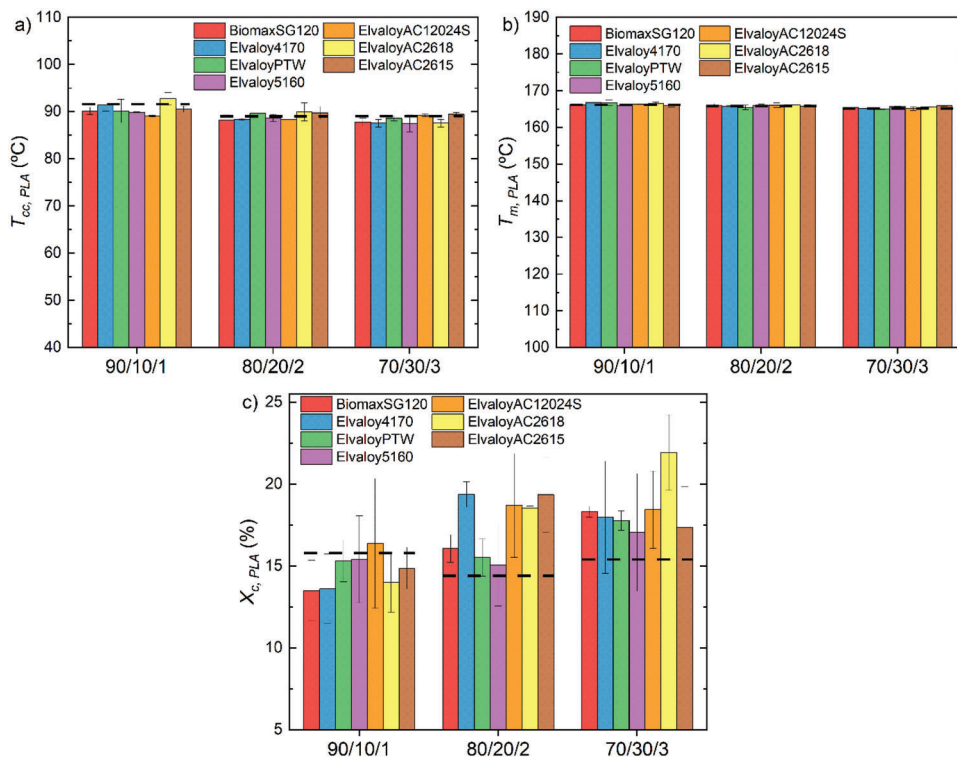 a)
BiomaxSG120
Elvaloy4170
ElvaloyPTW
Elvaloy5160
ElvaloyAC12024S
ElvaloyAC2618
ElvaloyAC2615
110
100
90
80
70
60
50
40
Tcc, PLA (ºC)
90/10/1
80/20/2
70/30/3
b)
BiomaxSG120
Elvaloy4170
ElvaloyPTW
Elvaloy5160
ElvaloyAC12024S
ElvaloyAC2618
ElvaloyAC2615
190
180
170
160
150
140
130
120
110
100
Tm, PLA (ºC)
90/10/1
80/20/2
70/30/3
c)
BiomaxSG120
Elvaloy4170
ElvaloyPTW
Elvaloy5160
ElvaloyAC12024S
ElvaloyAC2618
ElvaloyAC2615
25
20
15
10
5
Xc, PLA (%)
90/10/1
80/20/2
70/30/3